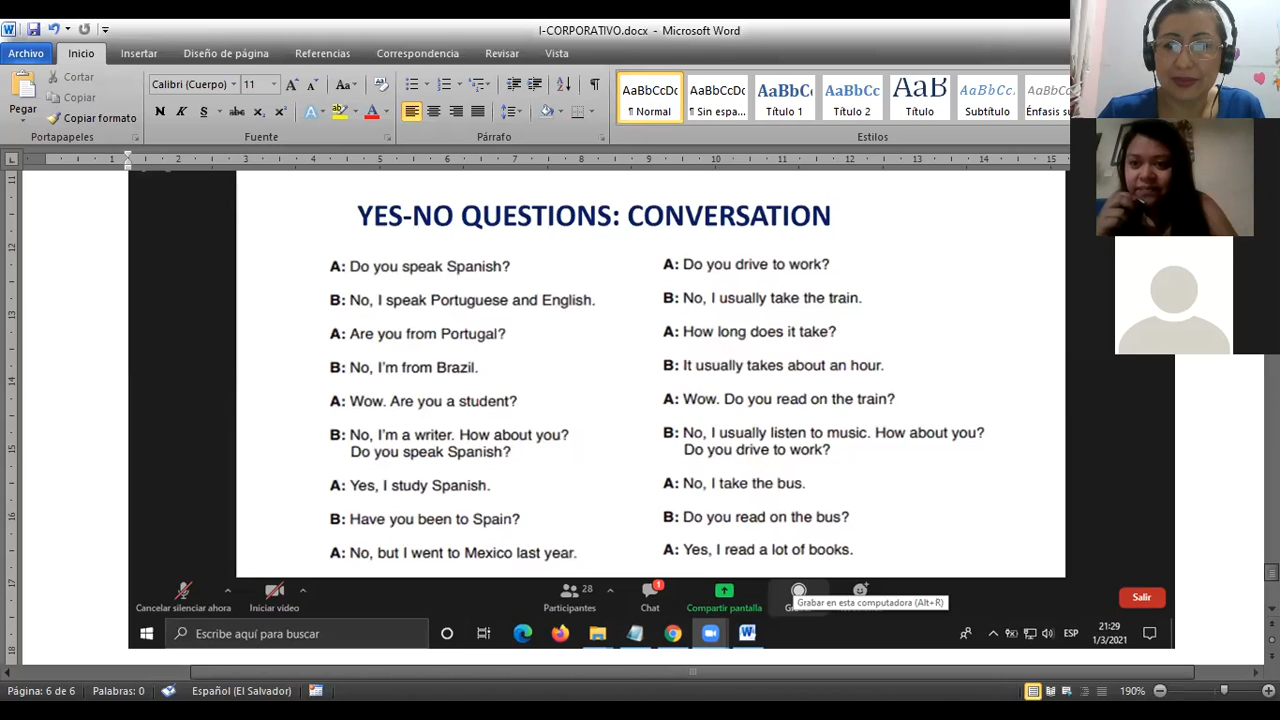 I-CORPORATIVO.docx - Microsoft Word
Archivo Inicio Insertar Diseño de página Referencias Correspondencia Revisar Vista
Pegar
Cortar
Copiar
Copiar formato
Portapapeles
Calibri (Cuerpo) 11
Fuente
Párrafo
AaBbCcDc AaBbCcDc AaBbC AaBbCc AaB AaBbCc AaBbCc
¶ Normal ¶ Sin espa... Título 1 Título 2 Título Subtítulo Énfasis sutil
Estilos
YES-NO QUESTIONS: CONVERSATION
A: Do you speak Spanish?
B: No, I speak Portuguese and English.
A: Are you from Portugal?
B: No, I'm from Brazil.
A: Wow. Are you a student?
B: No, I'm a writer. How about you?
Do you speak Spanish?
A: Yes, I study Spanish.
B: Have you been to Spain?
A: No, but I went to Mexico last year.
A: Do you drive to work?
B: No, I usually take the train.
A: How long does it take?
B: It usually takes about an hour.
A: Wow. Do you read on the train?
B: No, I usually listen to music. How about you?
Do you drive to work?
A: No, I take the bus.
B: Do you read on the bus?
A: Yes, I read a lot of books.
28
1
Cancelar silenciar ahora Iniciar video Participantes Chat Compartir pantalla
Grabar en esta computadora (Alt+R)
Salir
Escribe aquí para buscar
ESP
21:29
1/3/2021
Página: 6 de 6 Palabras: 0 Español (El Salvador) 190%